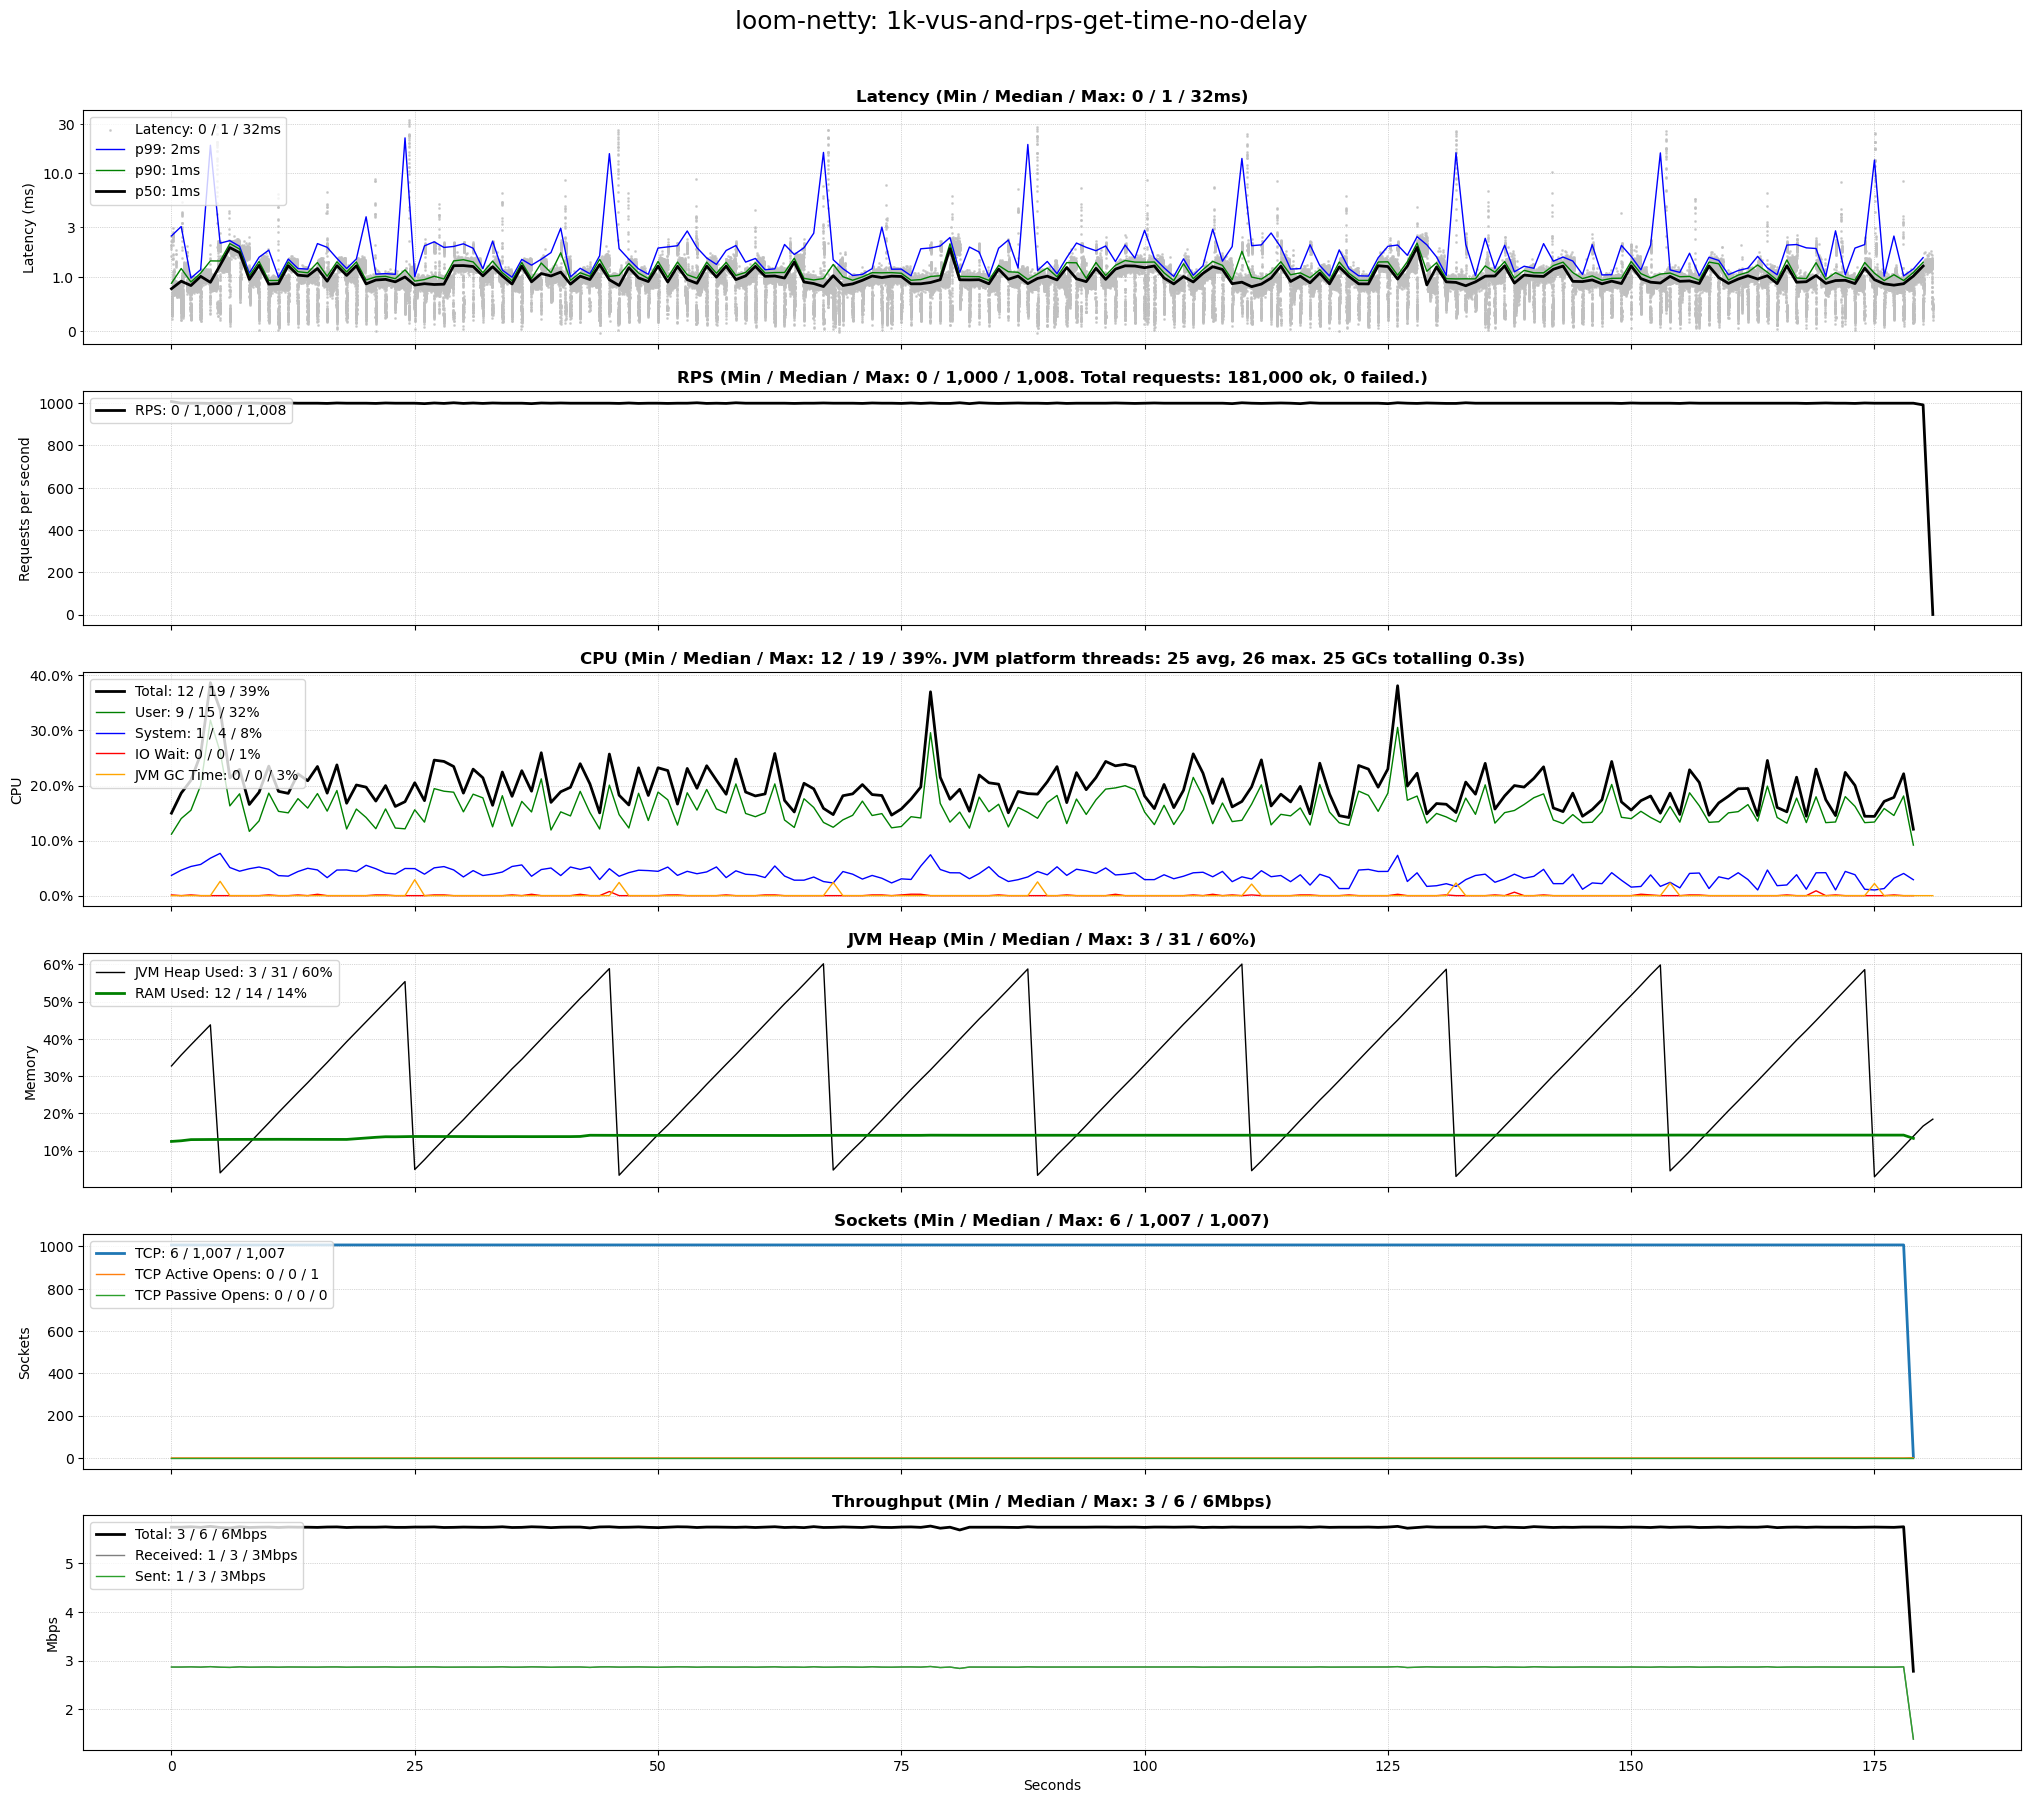 loom-netty: 1k-vus-and-rps-get-time-no-delay
Latency (Min / Median / Max: 0 / 1 / 32ms)
Latency (ms)
30
10.0
3
1.0
0
Latency: 0 / 1 / 32ms
p99: 2ms
p90: 1ms
p50: 1ms
RPS (Min / Median / Max: 0 / 1,000 / 1,008. Total requests: 181,000 ok, 0 failed.)
Requests per second
1000
800
600
400
200
0
RPS: 0 / 1,000 / 1,008
CPU (Min / Median / Max: 12 / 19 / 39%. JVM platform threads: 25 avg, 26 max. 25 GCs totalling 0.3s)
CPU
40.0%
30.0%
20.0%
10.0%
0.0%
Total: 12 / 19 / 39%
User: 9 / 15 / 32%
System: 1 / 4 / 8%
IO Wait: 0 / 0 / 1%
JVM GC Time: 0 / 0 / 3%
JVM Heap (Min / Median / Max: 3 / 31 / 60%)
Memory
60%
50%
40%
30%
20%
10%
JVM Heap Used: 3 / 31 / 60%
RAM Used: 12 / 14 / 14%
Sockets (Min / Median / Max: 6 / 1,007 / 1,007)
Sockets
1000
800
600
400
200
0
TCP: 6 / 1,007 / 1,007
TCP Active Opens: 0 / 0 / 1
TCP Passive Opens: 0 / 0 / 0
Throughput (Min / Median / Max: 3 / 6 / 6Mbps)
Mbps
5
4
3
2
Total: 3 / 6 / 6Mbps
Received: 1 / 3 / 3Mbps
Sent: 1 / 3 / 3Mbps
0 25 50 75 100 125 150 175
Seconds